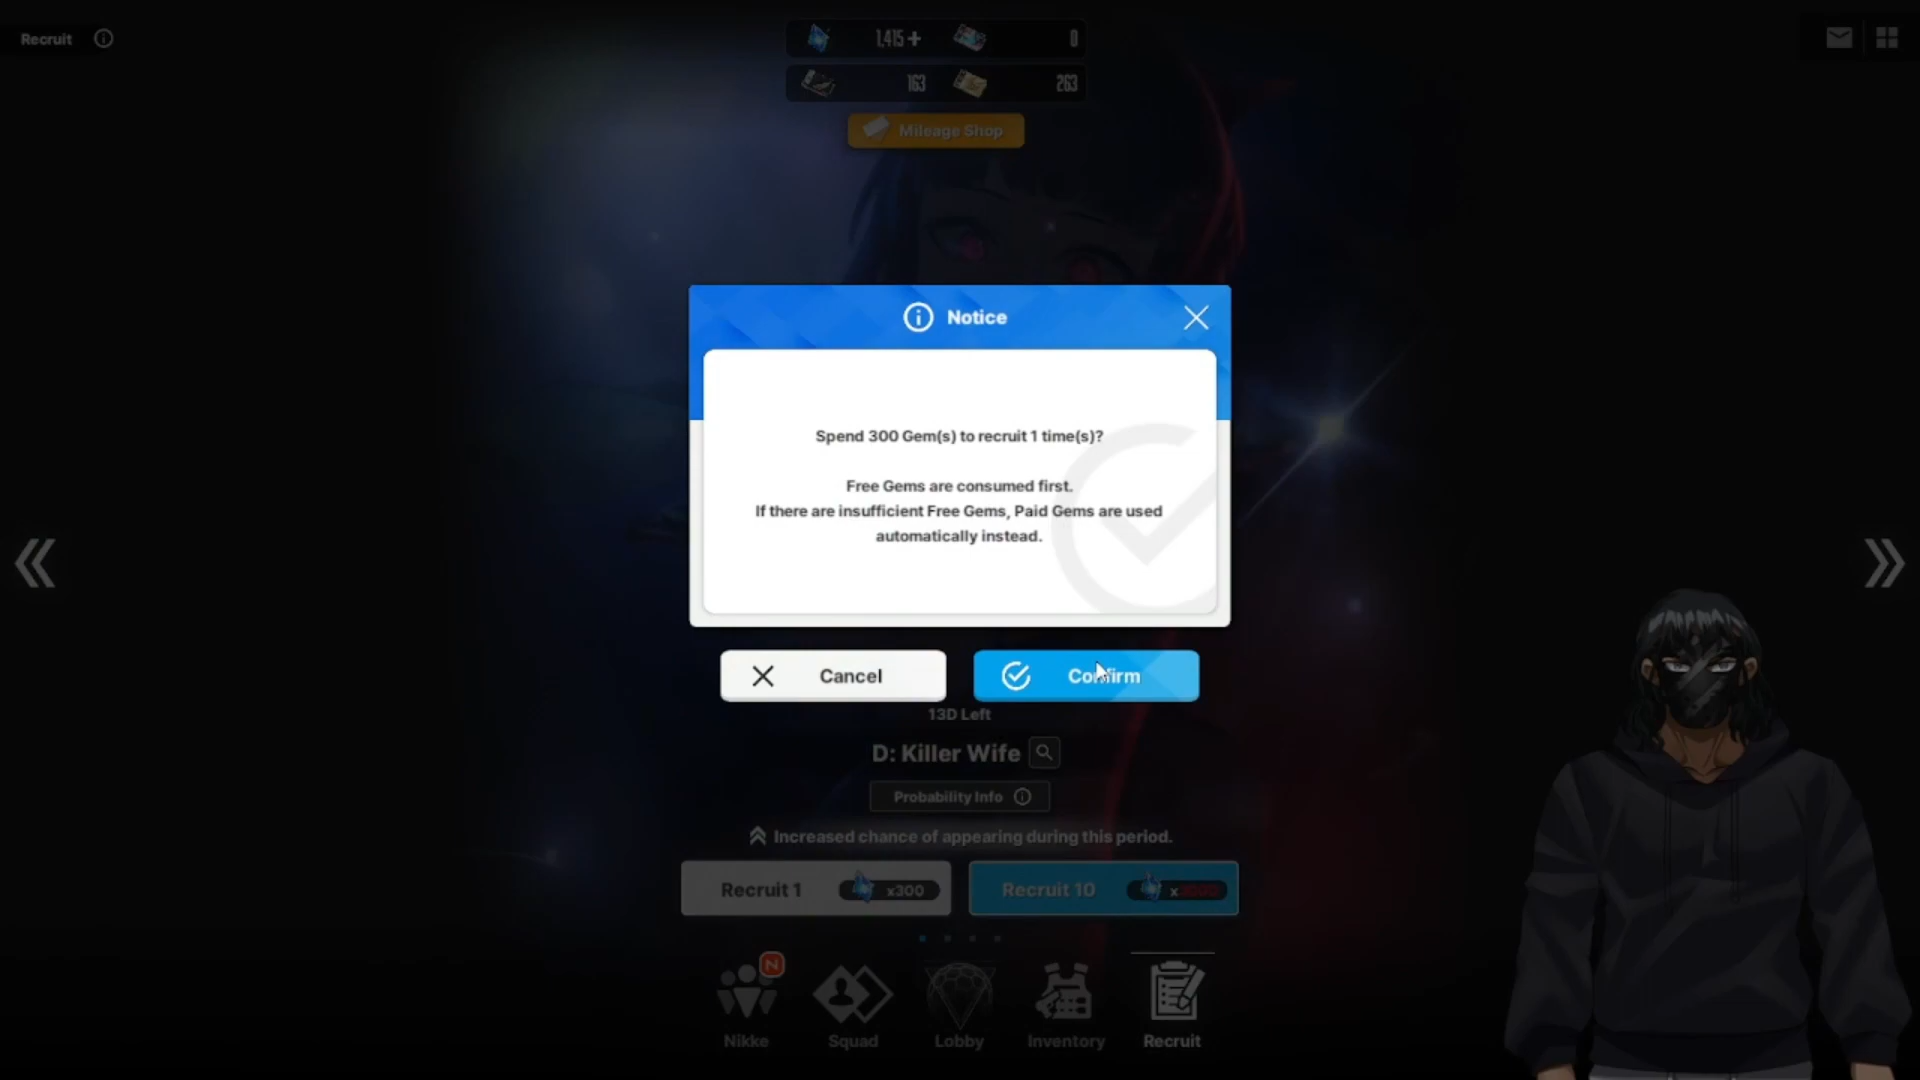 Recruit
1,415
0
163
263
Mileage Shop
Notice
Spend 300 Gem(s) to recruit 1 time(s)?
Free Gems are consumed first.
If there are insufficient Free Gems, Paid Gems are used
automatically instead.
Cancel
Confirm
13D Left
D: Killer Wife
Probability Info
Increased chance of appearing during this period.
Recruit 1 x300
Recruit 10 x3000
N
Nikke
Squad
Lobby
Inventory
Recruit